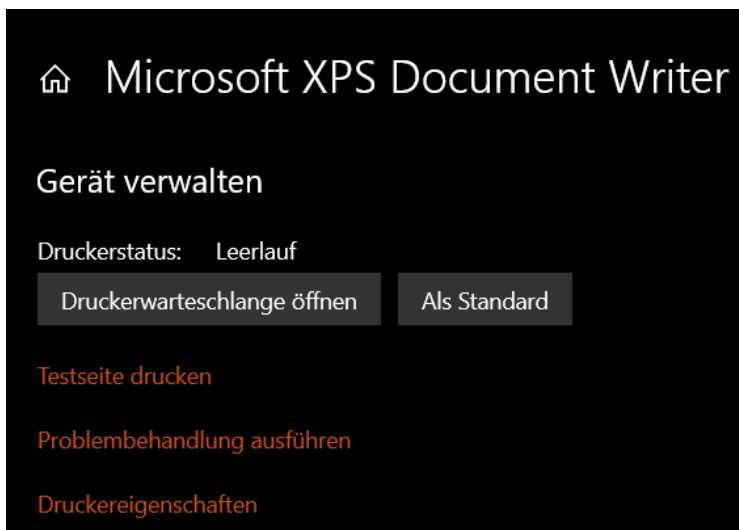 Microsoft XPS Document Writer
Gerät verwalten
Druckerstatus: Leerlauf
Druckerwarteschlange öffnen Als Standard
Testseite drucken
Problembehandlung ausführen
Druckereigenschaften